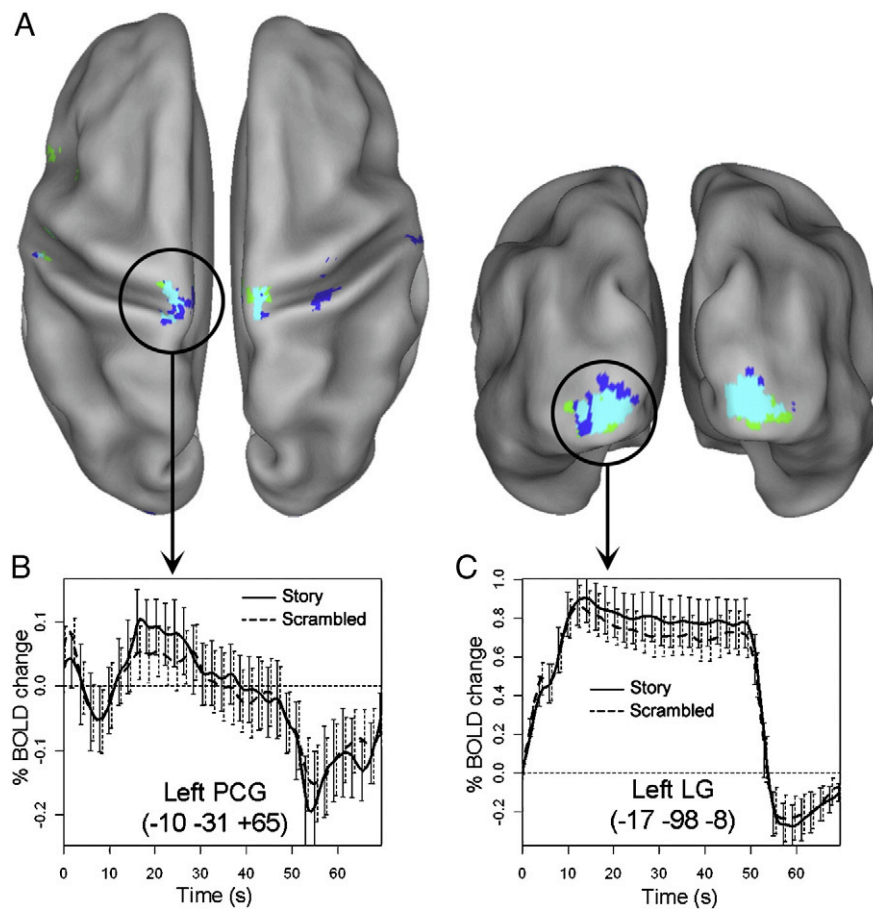 A
B
% BOLD change
0.1
0.0
-0.1
-0.2
Story
Scrambled
Left PCG
(-10 -31 +65)
0 10 20 30 40 50 60
Time (s)
C
% BOLD change
1.0
0.8
0.6
0.4
0.2
0.0
-0.2
Story
Scrambled
Left LG
(-17 -98 -8)
0 10 20 30 40 50 60
Time (s)